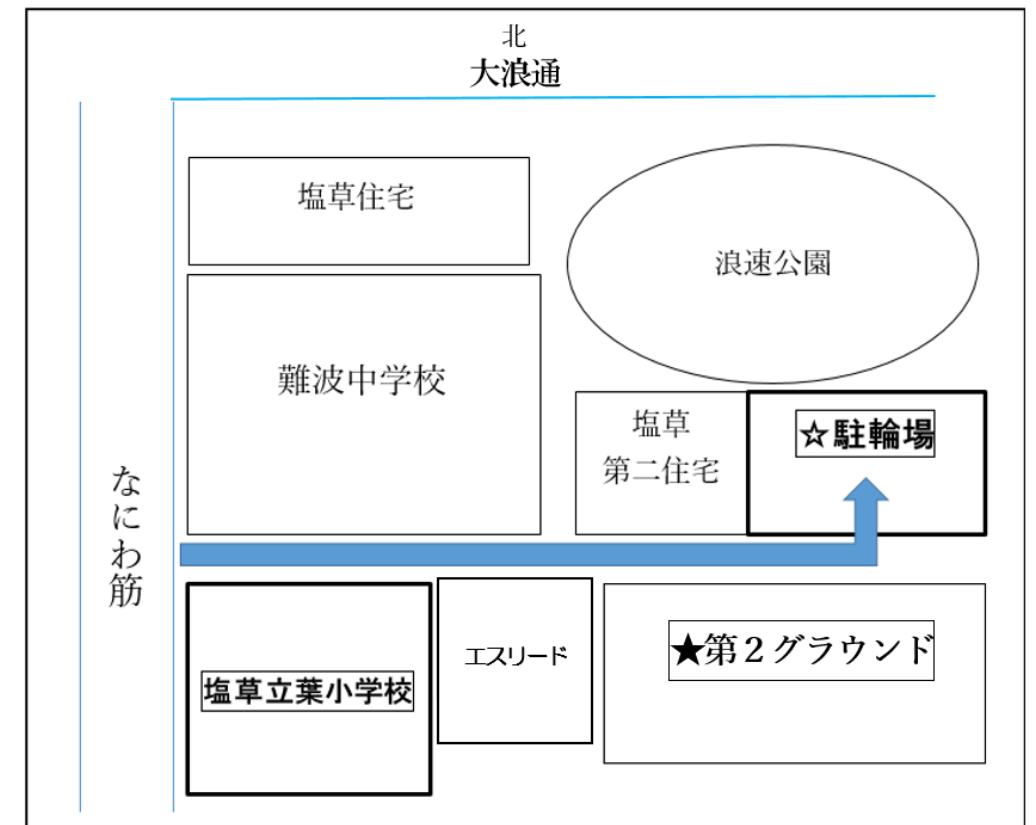 北
大浪通
塩草住宅
浪速公園
難波中学校
塩草
第二住宅
☆駐輪場
なにわ筋
塩草立葉小学校
エスリード
★第２グラウンド